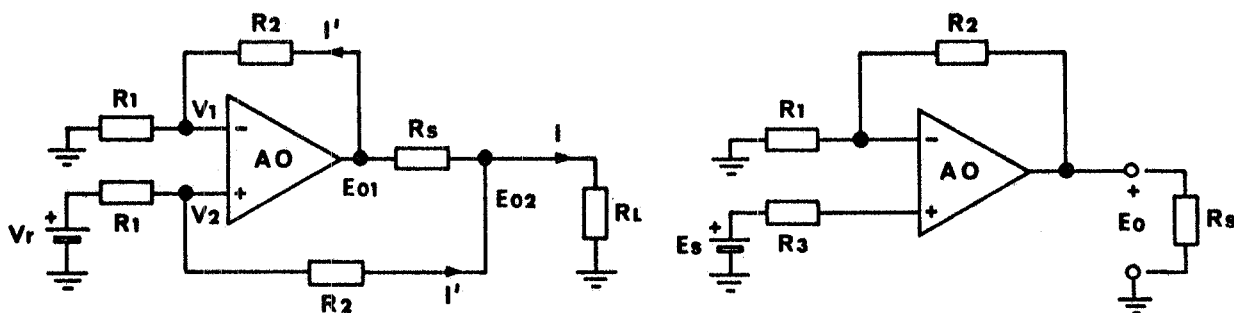 R2
I'
R1
V1
−
AO
Rs
I
E01
R1
V2
+
E02
RL
+
Vr
R2
I'
R2
R1
−
AO
+
Es
+
R3
+
Eo
Rs